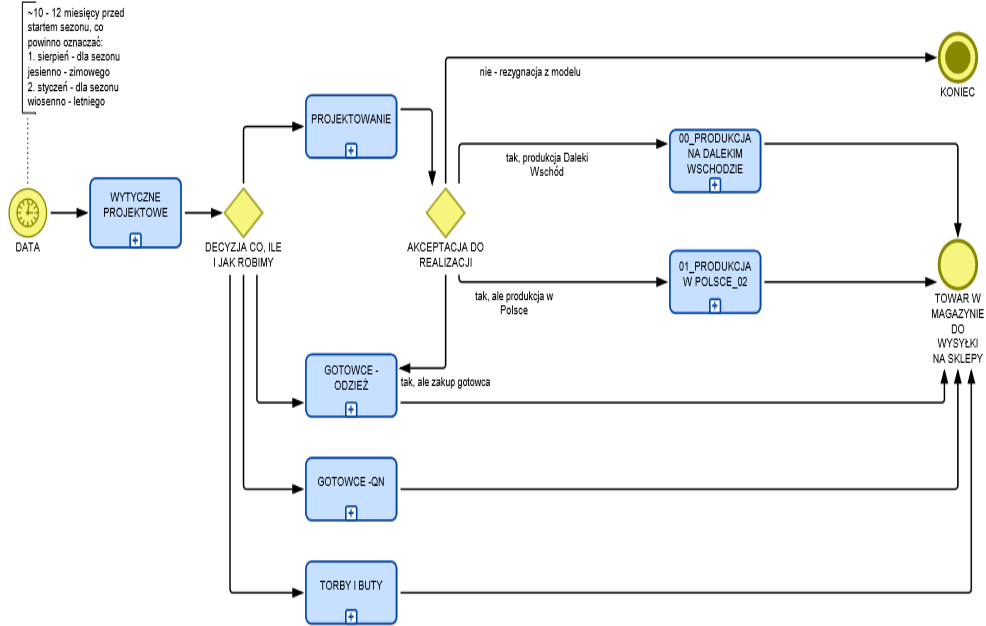 ~10 - 12 miesięcy przed
startem sezonu, co
powinno oznaczać:
1. sierpień - dla sezonu
jesienno - zimowego
2. styczeń - dla sezonu
wiosenno - letniego
nie - rezygnacja z modelu
KONIEC
PROJEKTOWANIE
00_PRODUKCJA
NA DALEKIM
WSCHODZIE
tak, produkcja Daleki
Wschód
WYTYCZNE
PROJEKTOWE
DATA
DECYZJA CO, ILE
I JAK ROBIMY
AKCEPTACJA DO
REALIZACJI
01_PRODUKCJA
W POLSCE_02
tak, ale produkcja w
Polsce
TOWAR W
MAGAZYNIE
DO
WYSYŁKI
NA SKLEPY
GOTOWCE -
ODZIEŻ
tak, ale zakup gotowca
GOTOWCE -QN
TORBY I BUTY